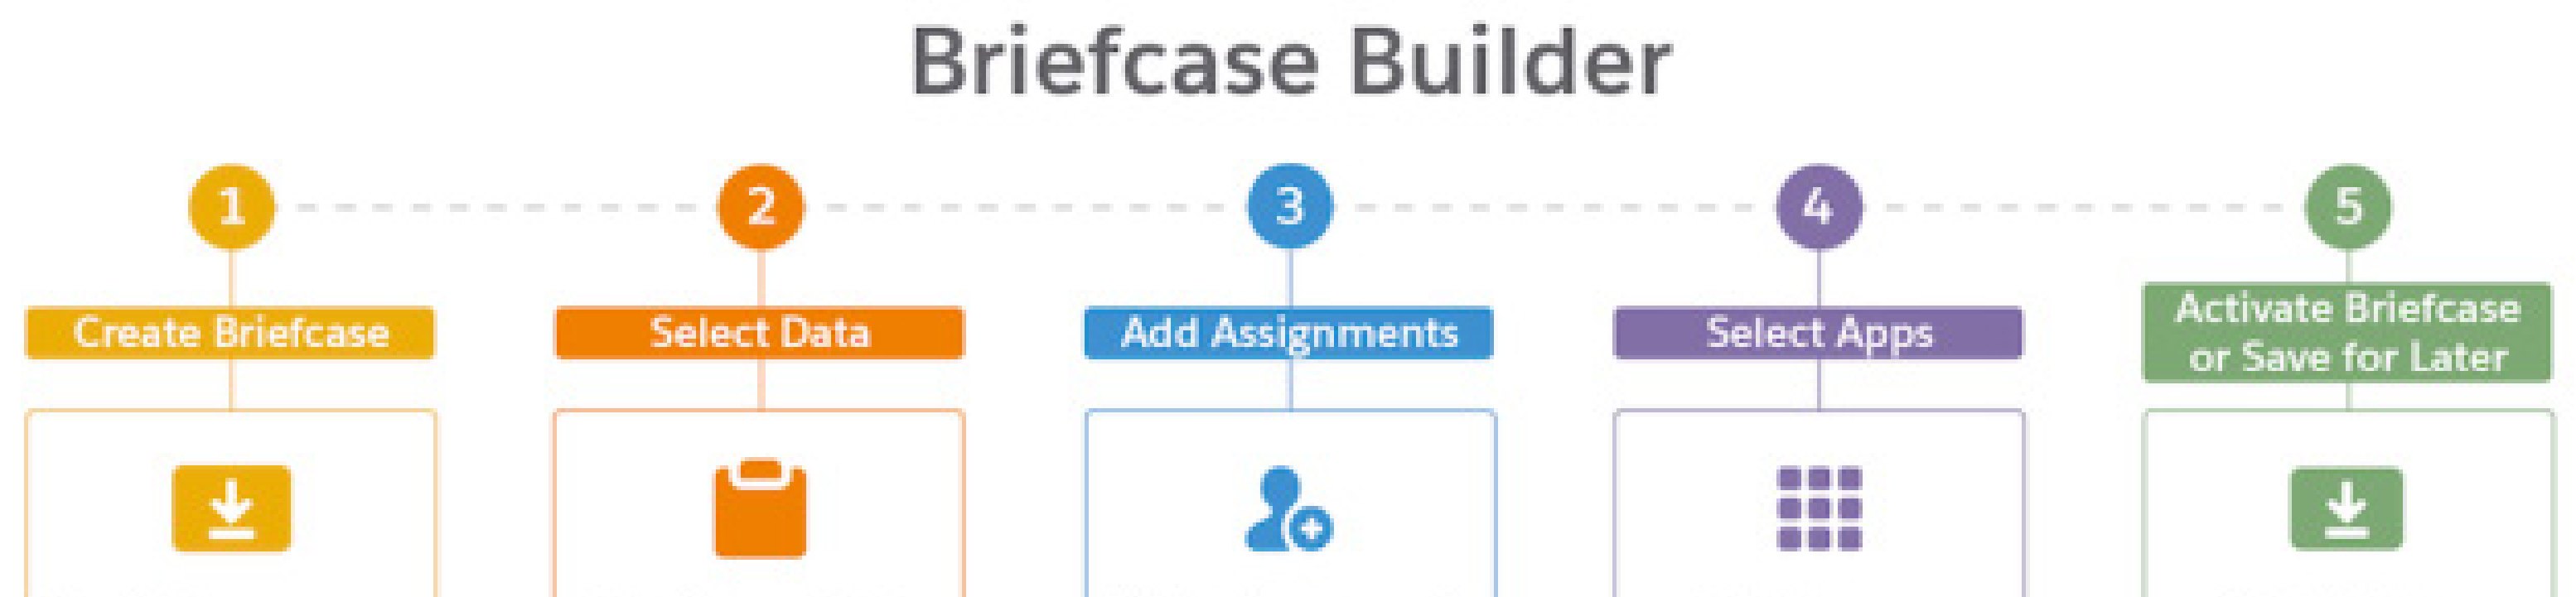 Briefcase Builder
1
2
3
4
5
Create Briefcase
Select Data
Add Assignments
Select Apps
Activate Briefcase
or Save for Later